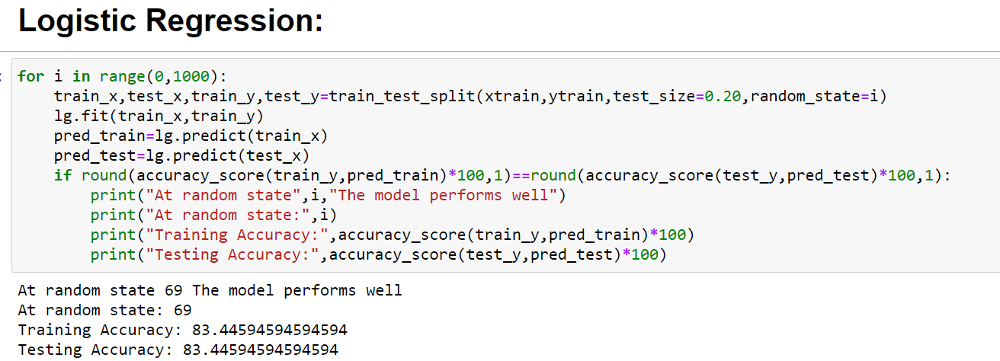 Logistic Regression:
: for i in range(0,1000):
    train_x,test_x,train_y,test_y=train_test_split(xtrain,ytrain,test_size=0.20,random_state=i)
    lg.fit(train_x,train_y)
    pred_train=lg.predict(train_x)
    pred_test=lg.predict(test_x)
    if round(accuracy_score(train_y,pred_train)*100,1)==round(accuracy_score(test_y,pred_test)*100,1):
        print("At random state",i,"The model performs well")
        print("At random state:",i)
        print("Training Accuracy:",accuracy_score(train_y,pred_train)*100)
        print("Testing Accuracy:",accuracy_score(test_y,pred_test)*100)
At random state 69 The model performs well
At random state: 69
Training Accuracy: 83.44594594594594
Testing Accuracy: 83.44594594594594